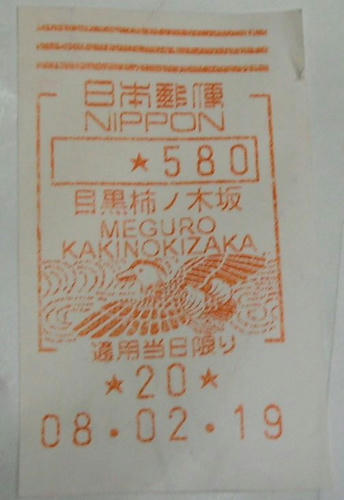 日本郵便
NIPPON
★580
目黒柿ノ木坂
MEGURO
KAKINOKIZAKA
適用当日限り
★20★
08・02・19